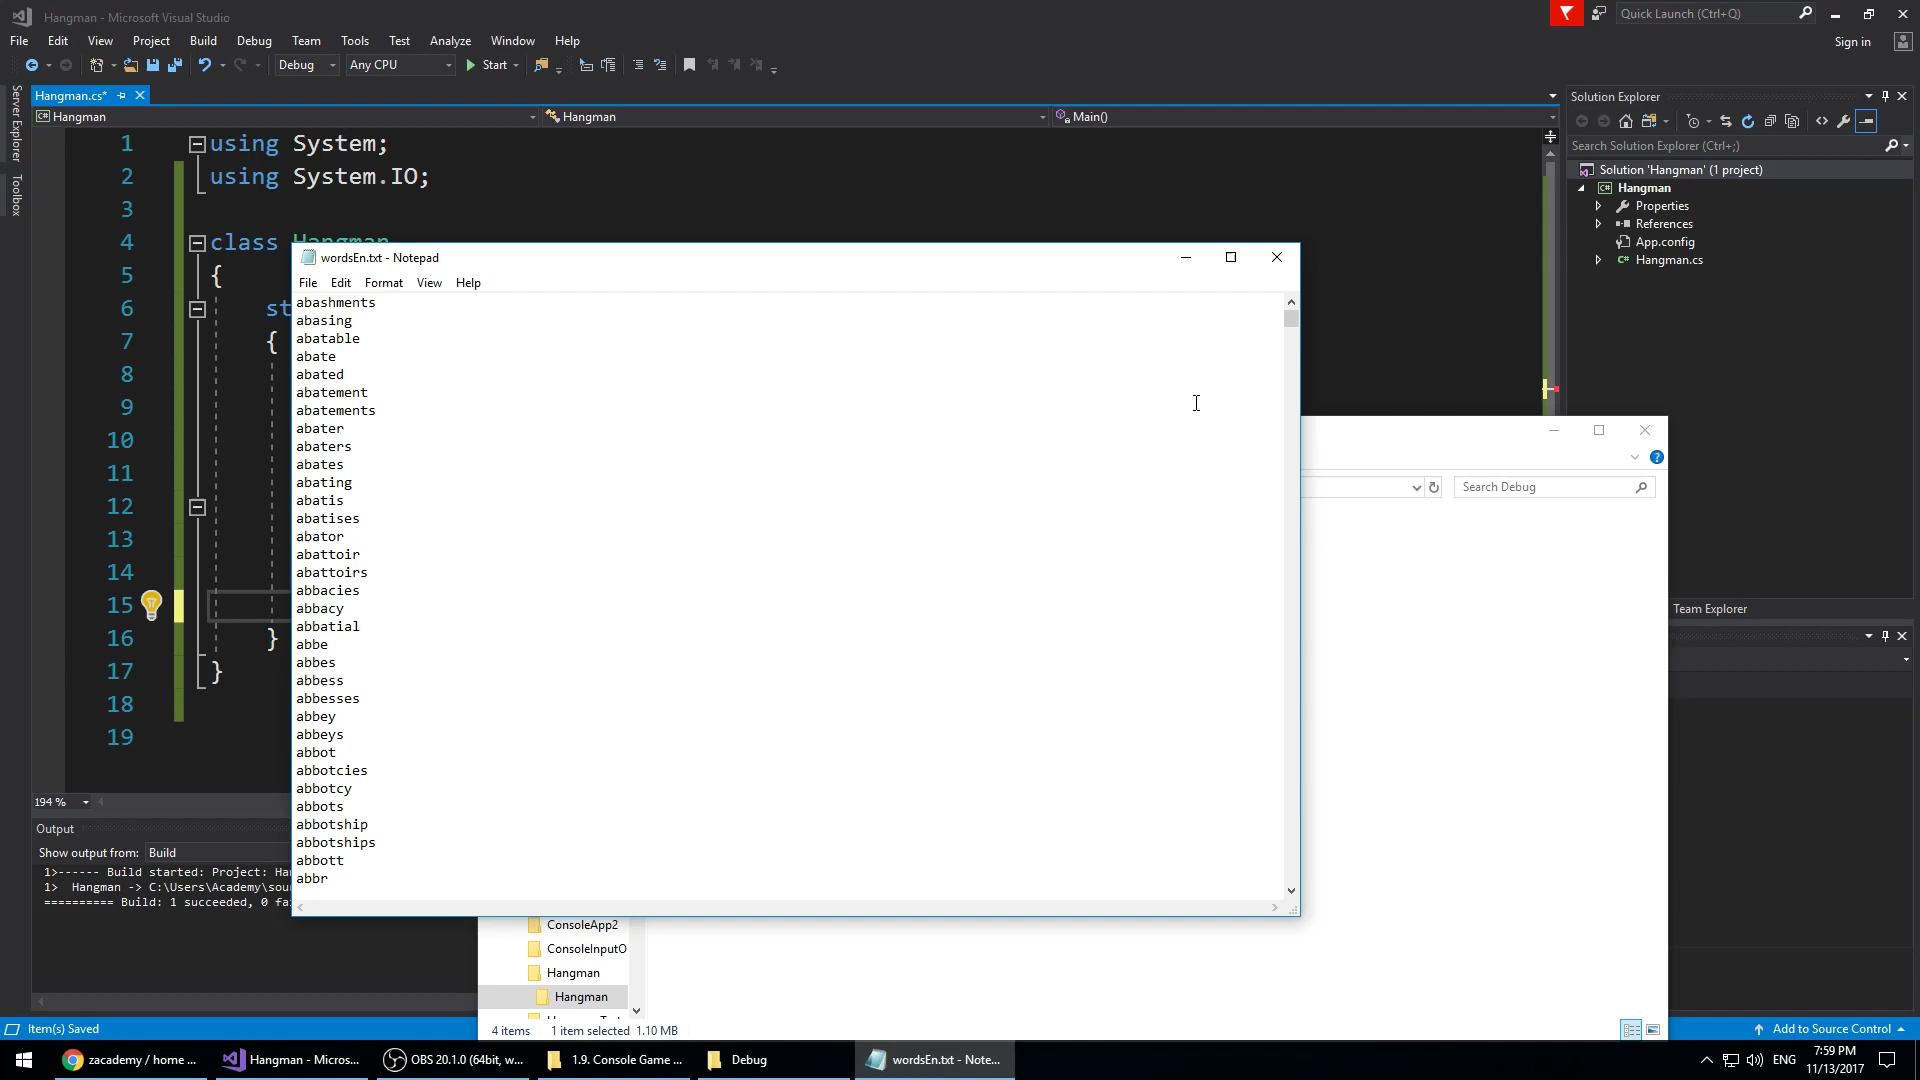 Hangman - Microsoft Visual Studio
Quick Launch (Ctrl+Q)
File Edit View Project Build Debug Team Tools Test Analyze Window Help
Sign in
Debug Any CPU Start
Server Explorer
Toolbox
Hangman.cs*
Hangman Hangman Main()
1 using System;
2 using System.IO;
3
4 class Hangman
5 {
6 st
7 {
8
9
10
11
12
13
14
15
16 }
17 }
18
19
194 %
Output
Show output from: Build
1>------ Build started: Project: Ha
1> Hangman -> C:\Users\Academy\sou
========== Build: 1 succeeded, 0 fa
Item(s) Saved
Add to Source Control
wordsEn.txt - Notepad
File Edit Format View Help
abashments
abasing
abatable
abate
abated
abatement
abatements
abater
abaters
abates
abating
abatis
abatises
abator
abattoir
abattoirs
abbacies
abbacy
abbatial
abbe
abbes
abbess
abbesses
abbey
abbeys
abbot
abbotcies
abbotcy
abbots
abbotship
abbotships
abbott
abbr
Solution Explorer
Search Solution Explorer (Ctrl+;)
Solution 'Hangman' (1 project)
Hangman
Properties
References
App.config
Hangman.cs
Team Explorer
Search Debug
ConsoleApp2
ConsoleInputO
Hangman
Hangman
4 items 1 item selected 1.10 MB
zacademy / home ...
Hangman - Micros...
OBS 20.1.0 (64bit, w...
1.9. Console Game ...
Debug
wordsEn.txt - Note...
ENG
7:59 PM
11/13/2017